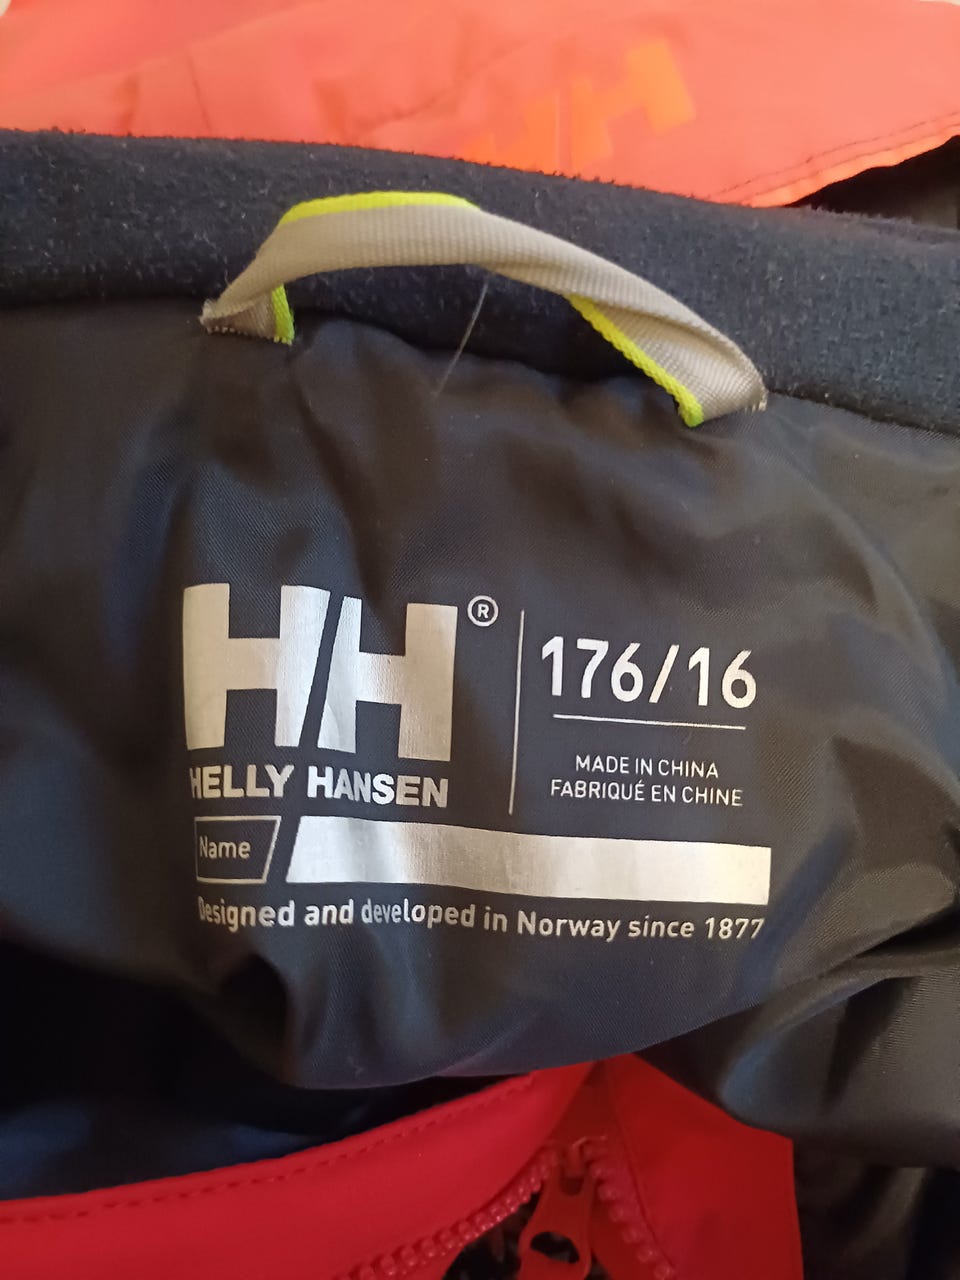 HH
HH®
HELLY HANSEN
176/16
MADE IN CHINA
FABRIQUÉ EN CHINE
Name
Designed and developed in Norway since 1877